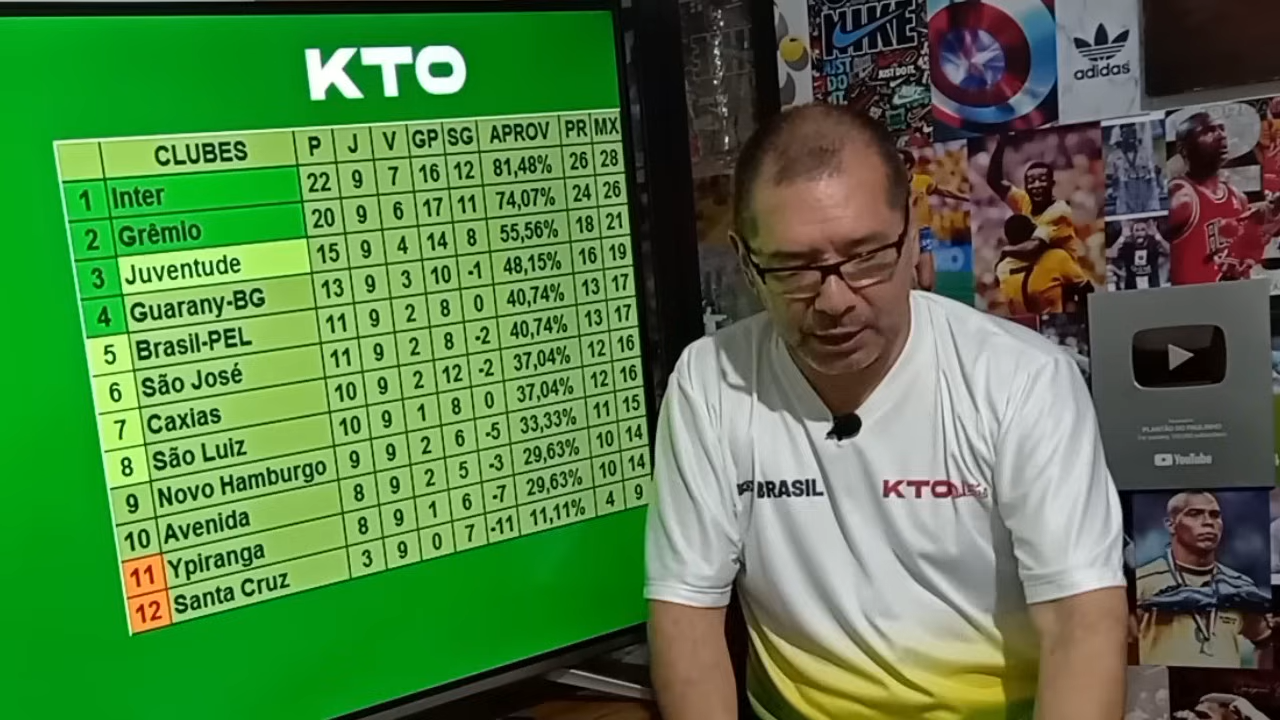 KTO
CLUBES P J V GP SG APROV PR MX
1 Inter 22 9 7 16 12 81,48% 26 28
2 Grêmio 20 9 6 17 11 74,07% 24 26
3 Juventude 15 9 4 14 8 55,56% 18 21
4 Guarany-BG 13 9 3 10 -1 48,15% 16 19
5 Brasil-PEL 11 9 2 8 0 40,74% 13 17
6 São José 11 9 2 8 -2 40,74% 13 17
7 Caxias 10 9 2 12 -2 37,04% 12 16
8 São Luiz 10 9 1 8 0 37,04% 12 16
9 Novo Hamburgo 9 9 2 6 -5 33,33% 11 15
10 Avenida 8 9 2 5 -3 29,63% 10 14
11 Ypiranga 8 9 1 6 -7 29,63% 10 14
12 Santa Cruz 3 9 0 7 -11 11,11% 4 9
NIKE
JUST DO IT.
JUST DO IT.
adidas
BRASIL
KTO
PLANTÃO DO PAULINHO
YouTube